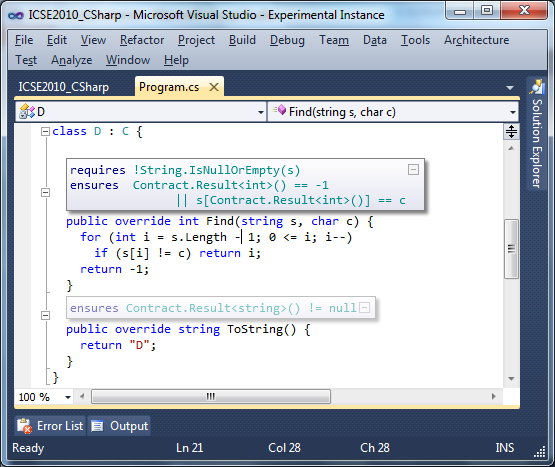 ICSE2010_CSharp - Microsoft Visual Studio - Experimental Instance
File Edit View Refactor Project Build Debug Team Data Tools Architecture
Test Analyze Window Help
ICSE2010_CSharp Program.cs
D Find(string s, char c)
Solution Explorer
class D : C {
requires !String.IsNullOrEmpty(s)
ensures Contract.Result<int>() == -1
|| s[Contract.Result<int>()] == c
public override int Find(string s, char c) {
for (int i = s.Length - 1; 0 <= i; i--)
if (s[i] != c) return i;
return -1;
}
ensures Contract.Result<string>() != null
public override string ToString() {
return "D";
}
}
100 %
Error List Output
Ready Ln 21 Col 28 Ch 28 INS